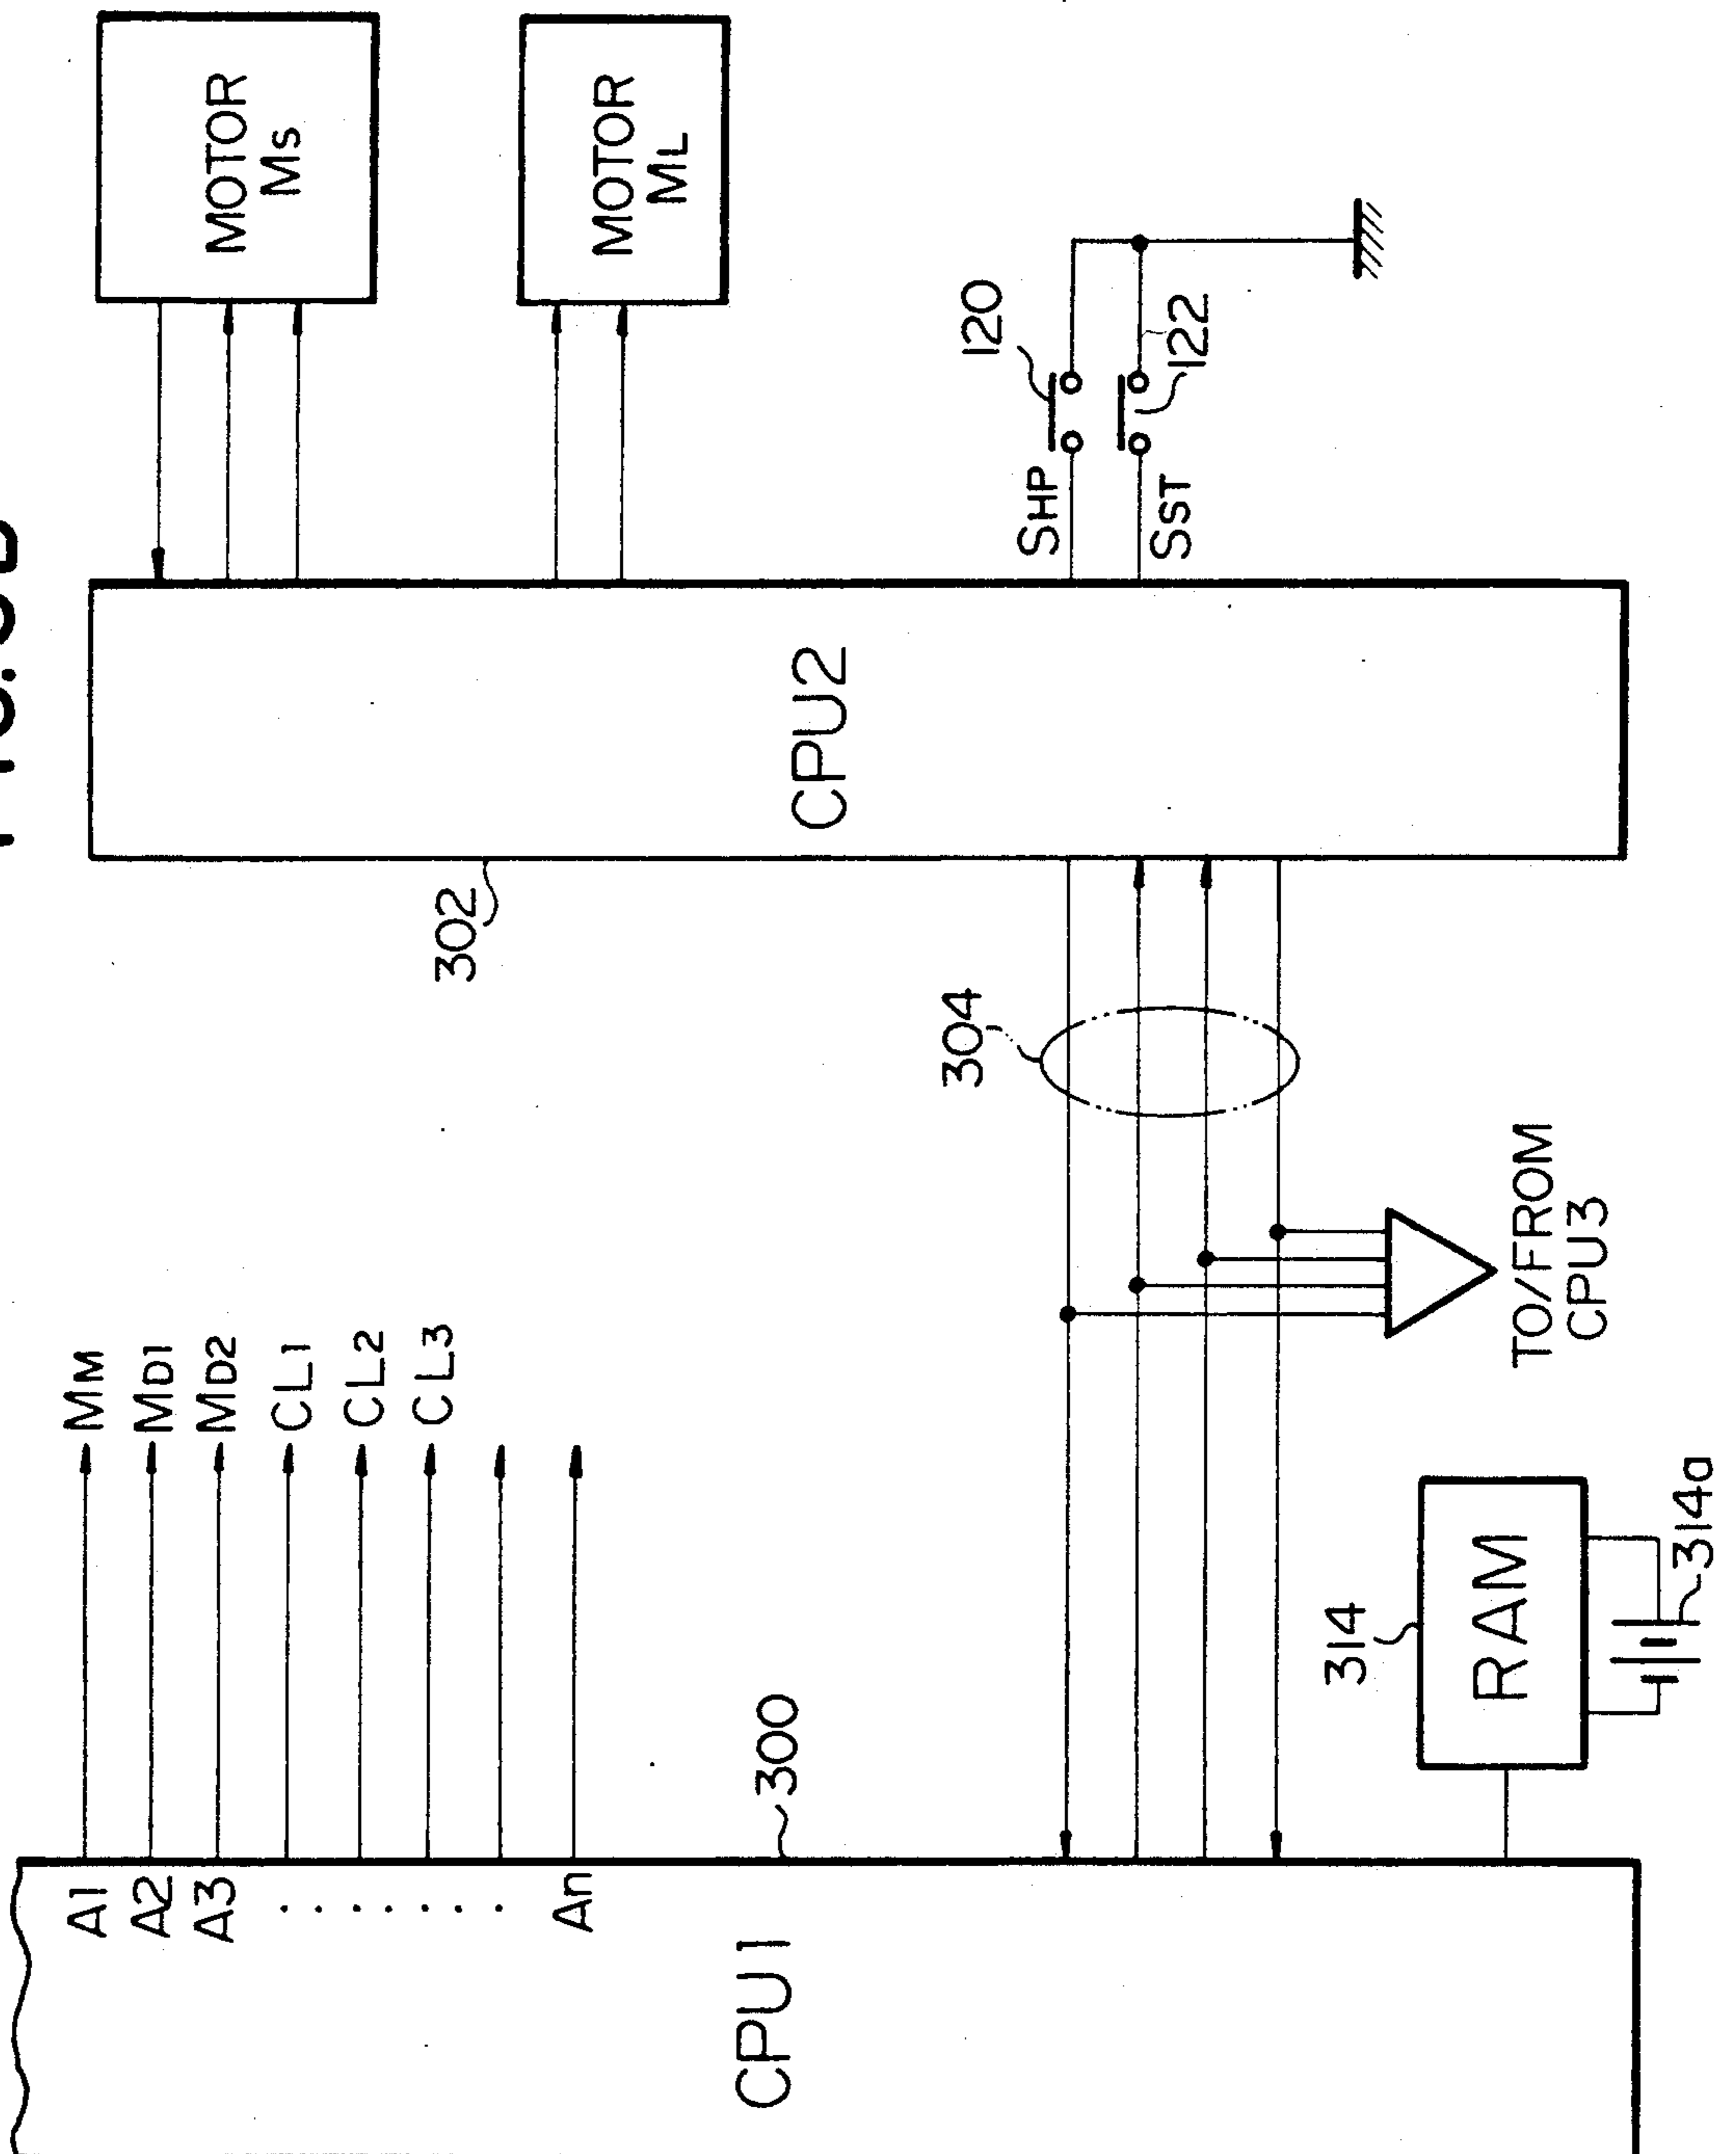 MOTOR
Ms
MOTOR
ML
120
122
SHP
SST
CPU2
302
304
TO/FROM
CPU3
MM
MD1
MD2
CL1
CL2
CL3
A1
A2
A3
An
300
CPU1
314
RAM
314a